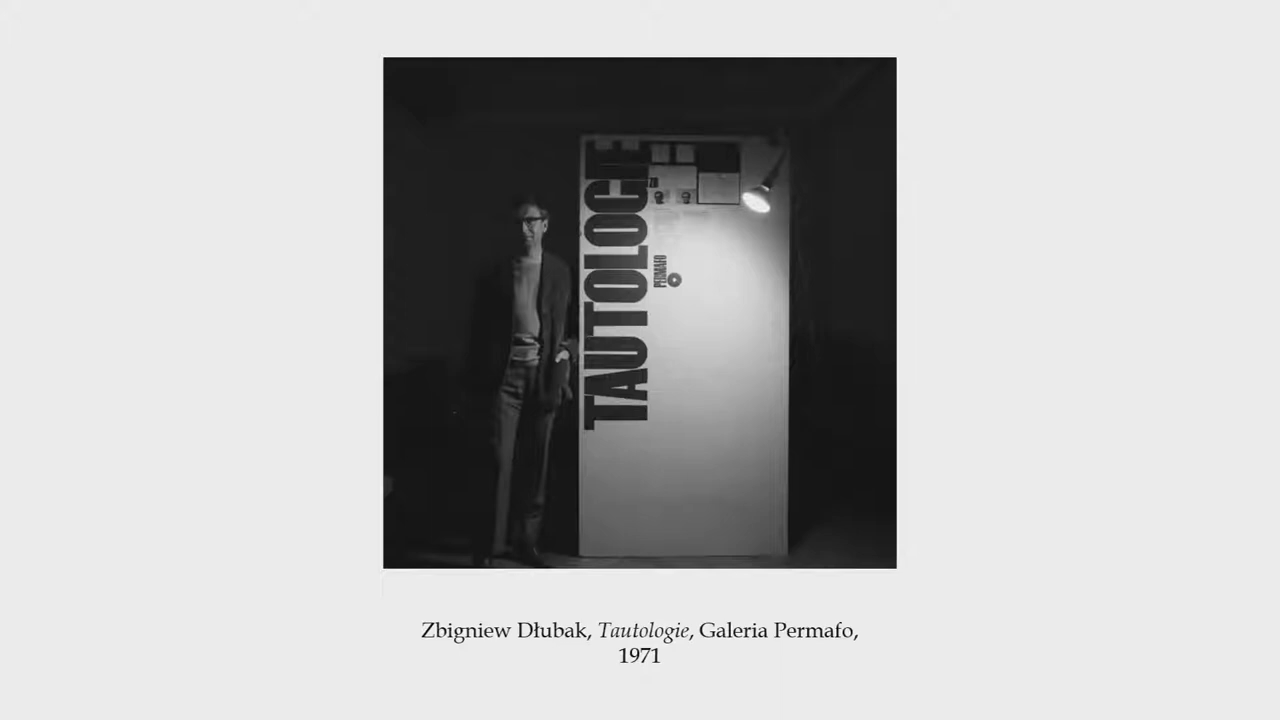 TAUTOLOGIE
PERMAFO
Zbigniew Dłubak, Tautologie, Galeria Permafo,
1971